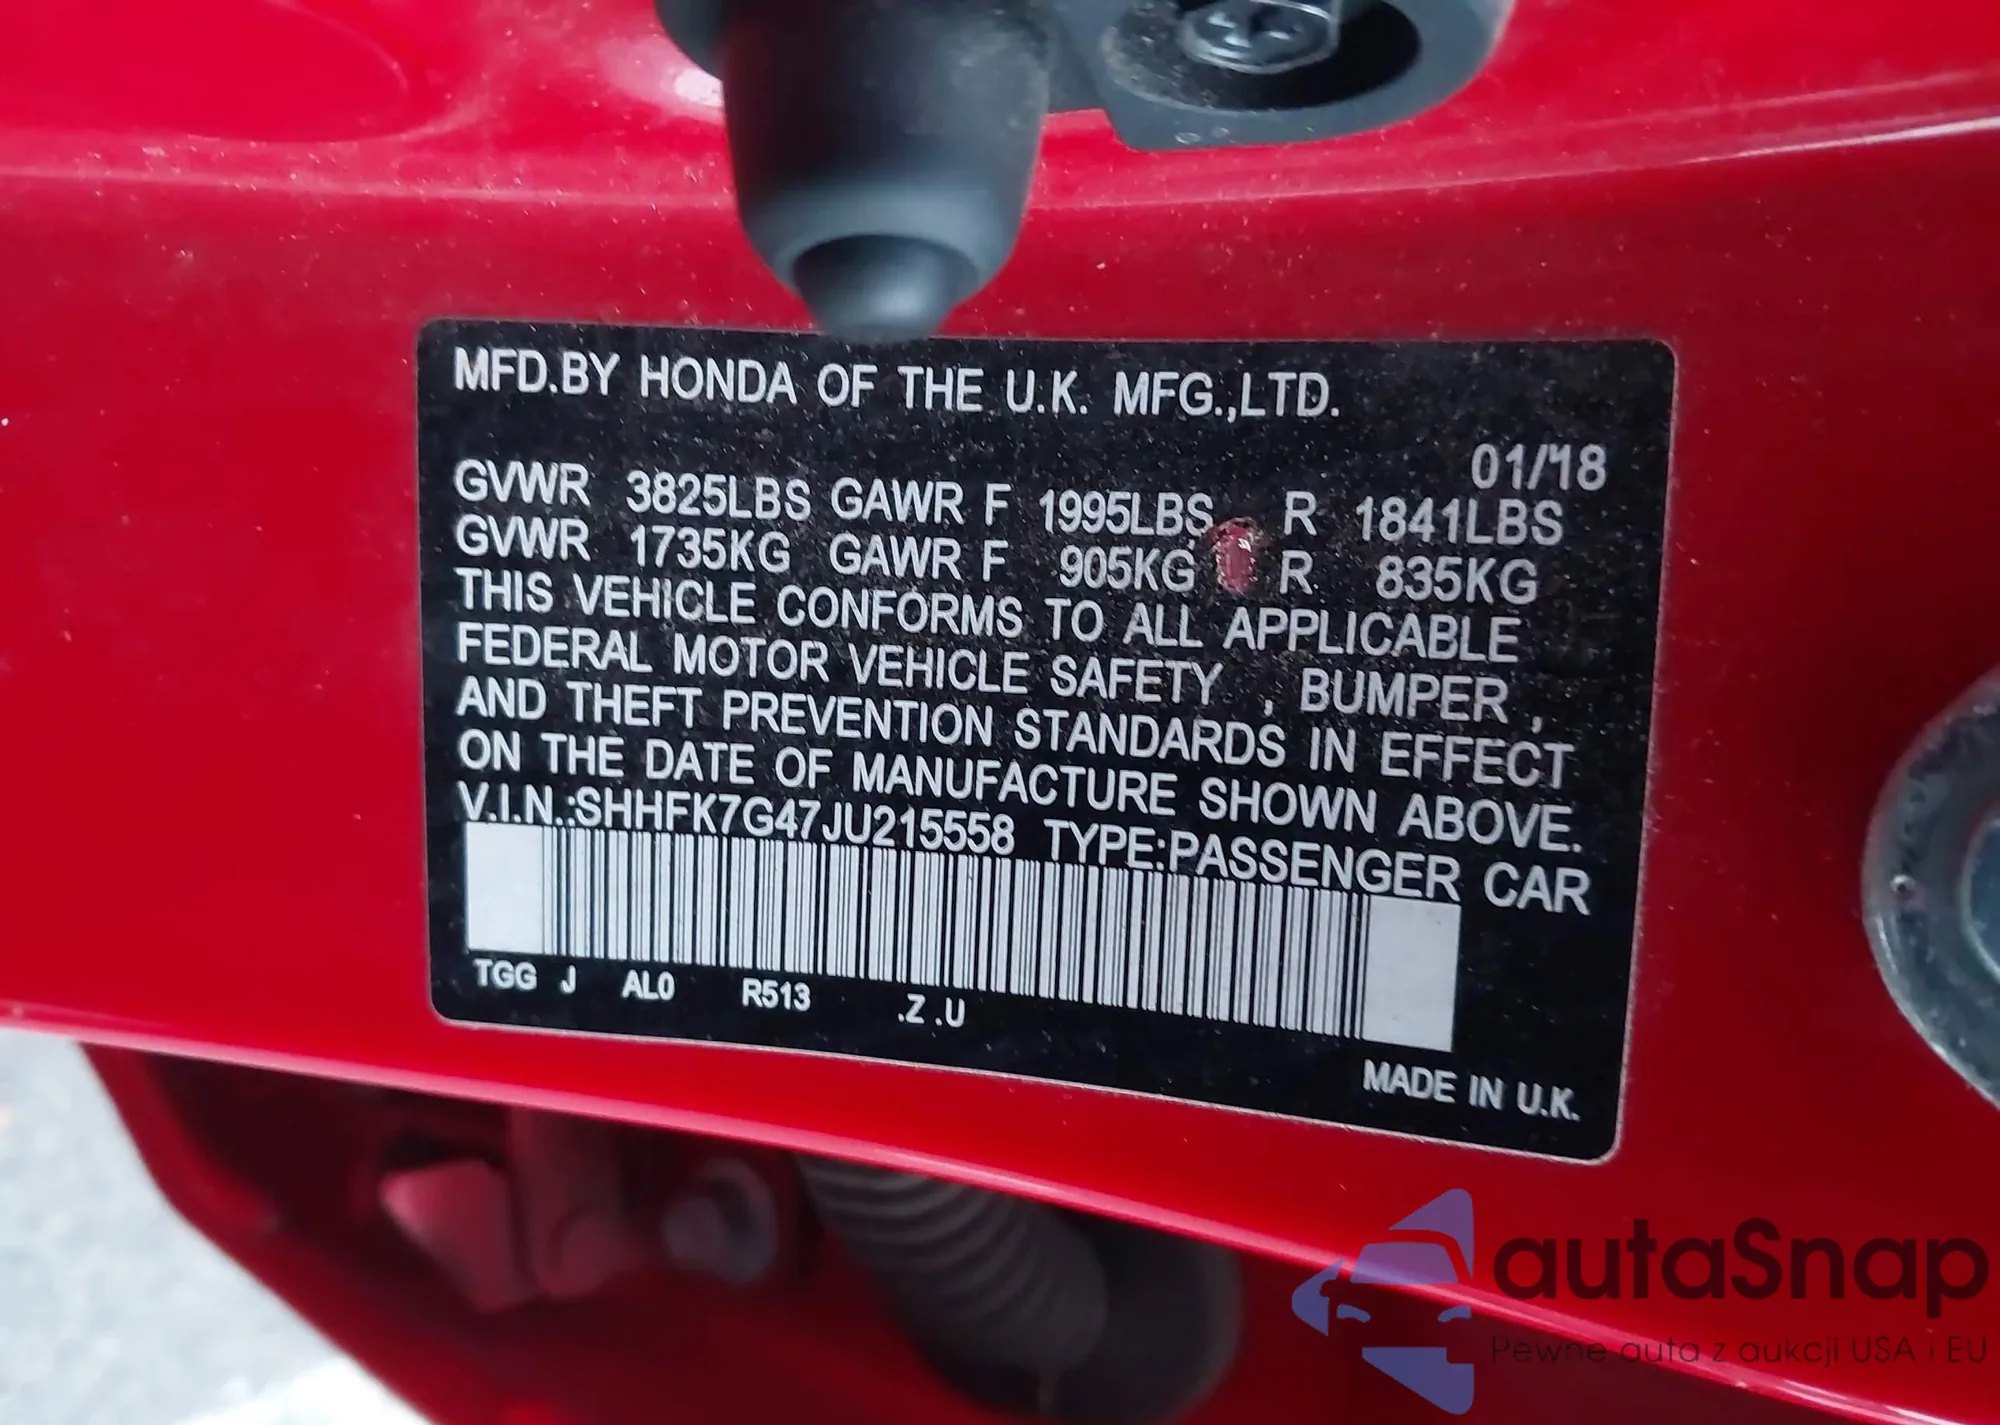 MFD.BY HONDA OF THE U.K. MFG.,LTD.
01/'18
GVWR 3825LBS GAWR F 1995LBS R 1841LBS
GVWR 1735KG GAWR F 905KG R 835KG
THIS VEHICLE CONFORMS TO ALL APPLICABLE
FEDERAL MOTOR VEHICLE SAFETY , BUMPER ,
AND THEFT PREVENTION STANDARDS IN EFFECT
ON THE DATE OF MANUFACTURE SHOWN ABOVE.
V.I.N.:SHHFK7G47JU215558 TYPE:PASSENGER CAR
TGG J AL0 R513 .Z .U
MADE IN U.K.
autaSnap
Pewne auta z aukcji USA i EU